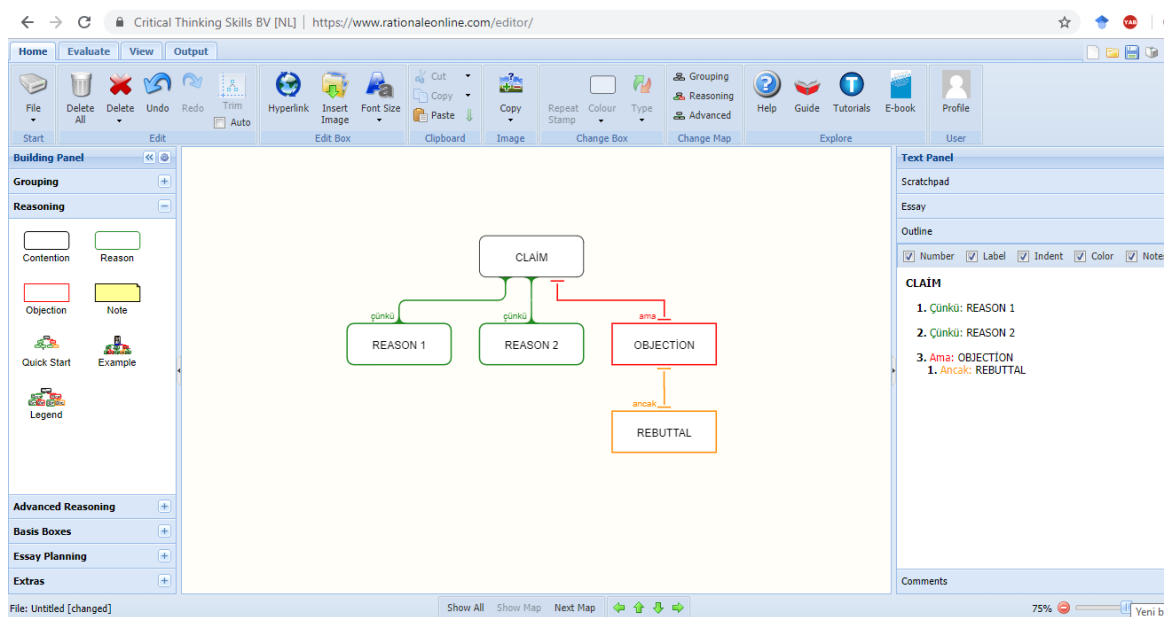 Critical Thinking Skills BV [NL] | https://www.rationaleonline.com/editor/
YAB
Home Evaluate View Output
File Delete All Delete Undo Redo Trim Auto Hyperlink Insert Image Font Size Cut Copy Paste Copy Repeat Stamp Colour Type Grouping Reasoning Advanced Help Guide Tutorials E-book Profile
Start Edit Edit Box Clipboard Image Change Box Change Map Explore User
Building Panel
Grouping
Reasoning
Contention Reason
Objection Note
Quick Start Example
Legend
Advanced Reasoning
Basis Boxes
Essay Planning
Extras
CLAİM
çünkü çünkü ama
REASON 1 REASON 2 OBJECTİON
ancak
REBUTTAL
Text Panel
Scratchpad
Essay
Outline
Number Label Indent Color Note
CLAİM
1. Çünkü: REASON 1
2. Çünkü: REASON 2
3. Ama: OBJECTİON
1. Ancak: REBUTTAL
Comments
File: Untitled [changed] Show All Show Map Next Map 75%
Yeni b